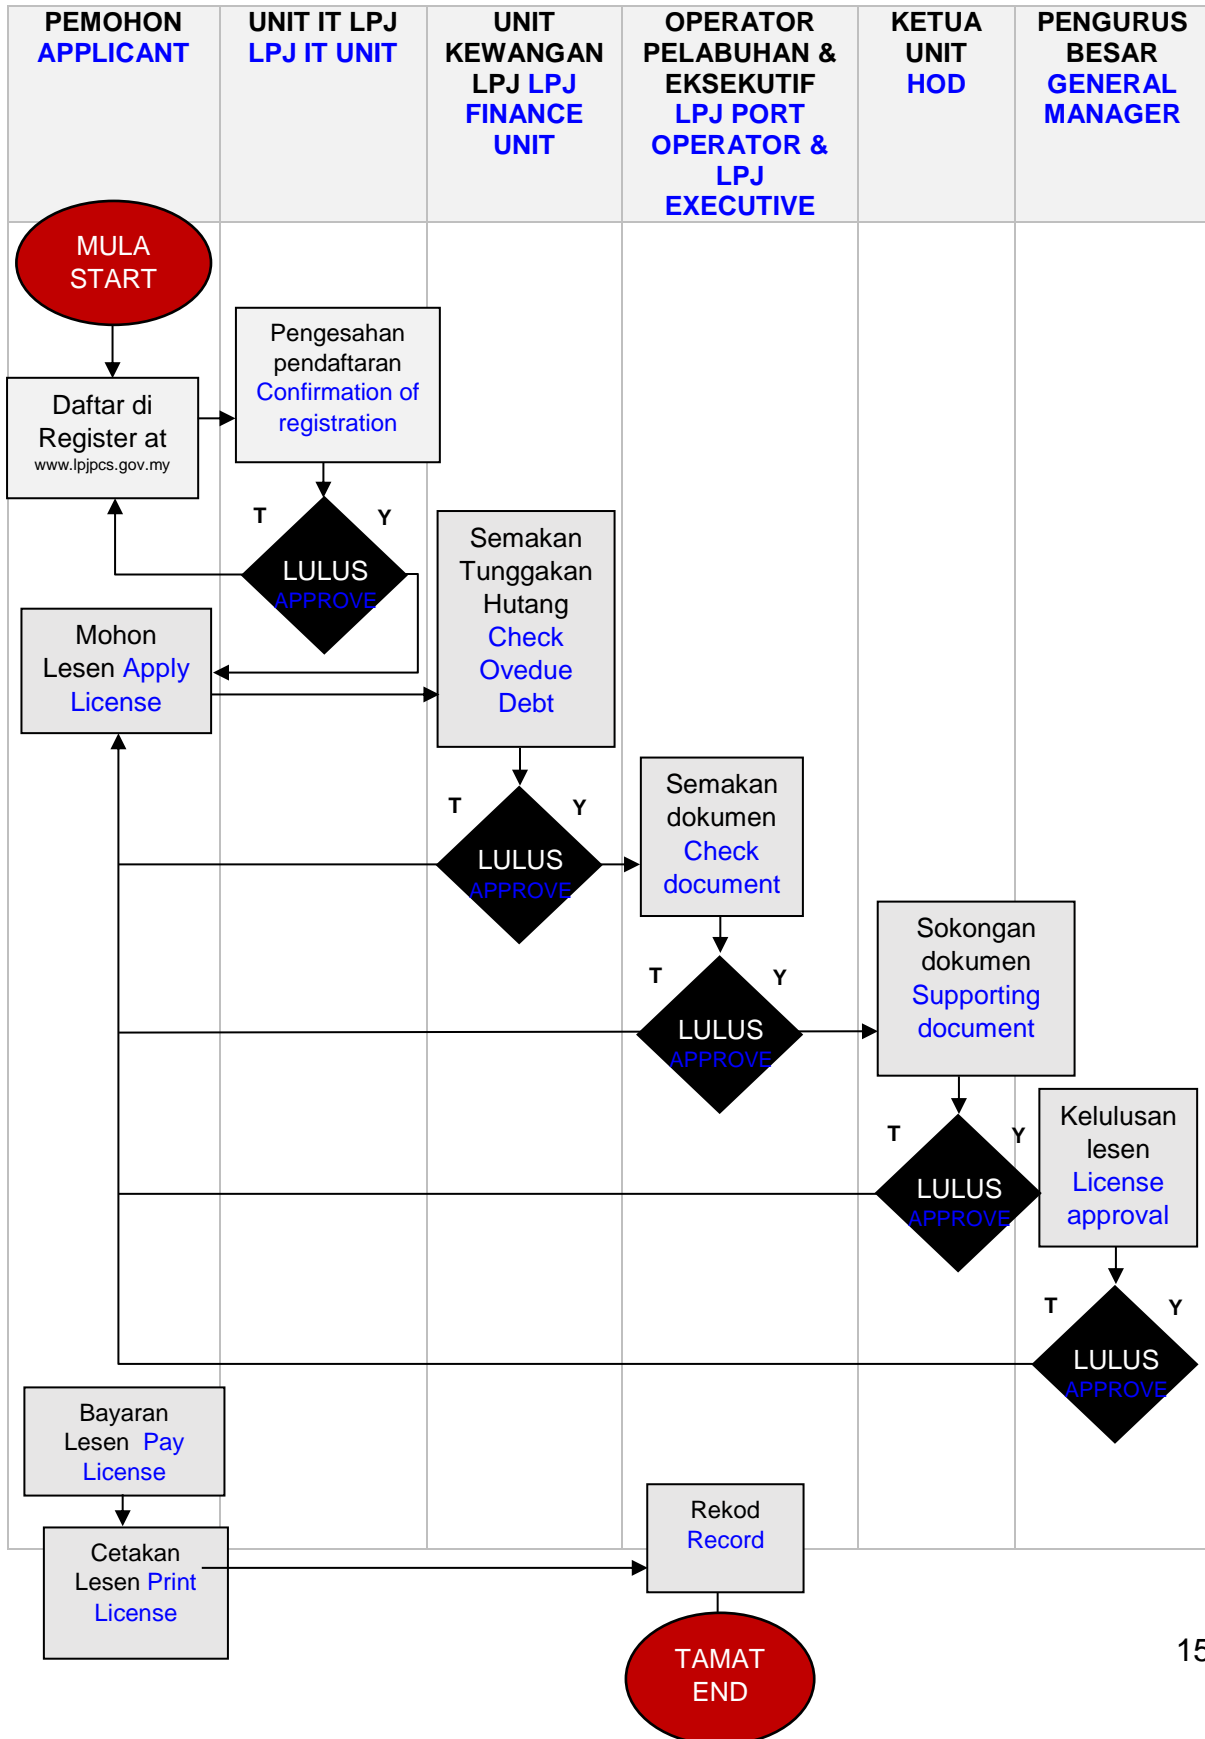 PEMOHON
APPLICANT
UNIT IT LPJ
LPJ IT UNIT
UNIT
KEWANGAN
LPJ LPJ
FINANCE
UNIT
OPERATOR
PELABUHAN &
EKSEKUTIF
LPJ PORT
OPERATOR &
LPJ
EXECUTIVE
KETUA
UNIT
HOD
PENGURUS
BESAR
GENERAL
MANAGER
MULA
START
Daftar di
Register at
www.lpjpcs.gov.my
Pengesahan
pendaftaran
Confirmation of
registration
T
Y
LULUS
APPROVE
Mohon
Lesen Apply
License
Semakan
Tunggakan
Hutang
Check
Ovedue
Debt
T
Y
LULUS
APPROVE
Semakan
dokumen
Check
document
T
Y
LULUS
APPROVE
Sokongan
dokumen
Supporting
document
T
Y
LULUS
APPROVE
Kelulusan
lesen
License
approval
T
Y
LULUS
APPROVE
Bayaran
Lesen Pay
License
Cetakan
Lesen Print
License
Rekod
Record
TAMAT
END
15